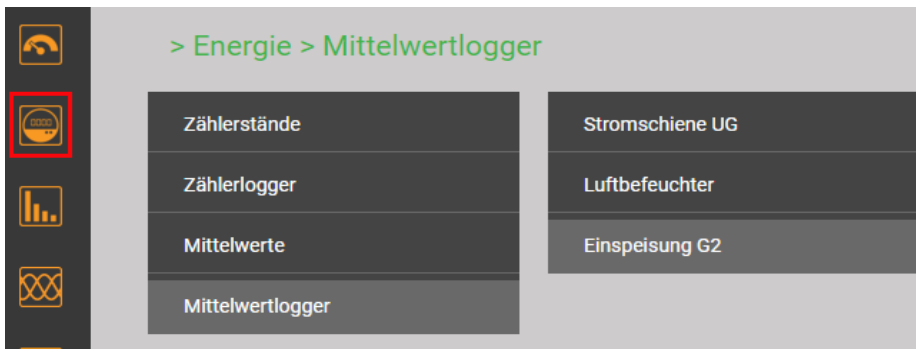 > Energie > Mittelwertlogger
Zählerstände
Zählerlogger
Mittelwerte
Mittelwertlogger
Stromschiene UG
Luftbefeuchter
Einspeisung G2